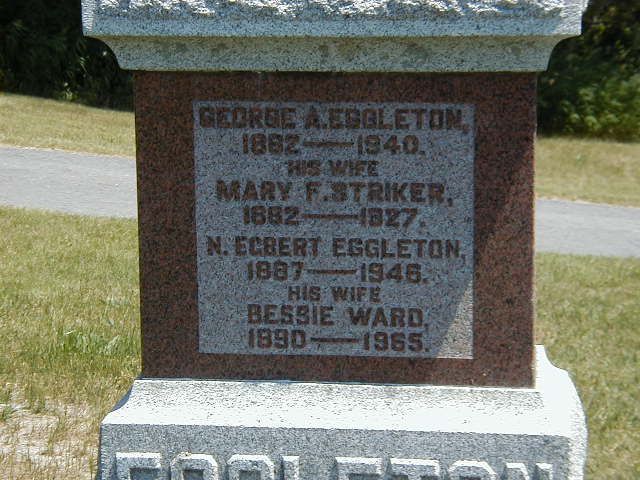 GEORGE A. EGGLETON,
1862 — 1940.
HIS WIFE
MARY F. STRIKER,
1862 — 1927.
N. EGBERT EGGLETON,
1887 — 1946.
HIS WIFE
BESSIE WARD,
1890 — 1965.
EGGLETON